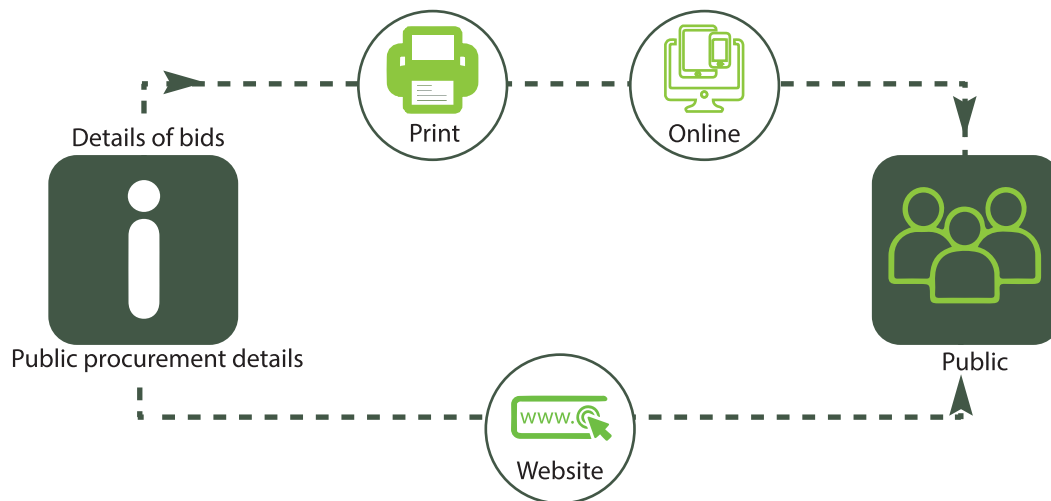 Print
Online
Details of bids
Public procurement details
Public
www.
Website